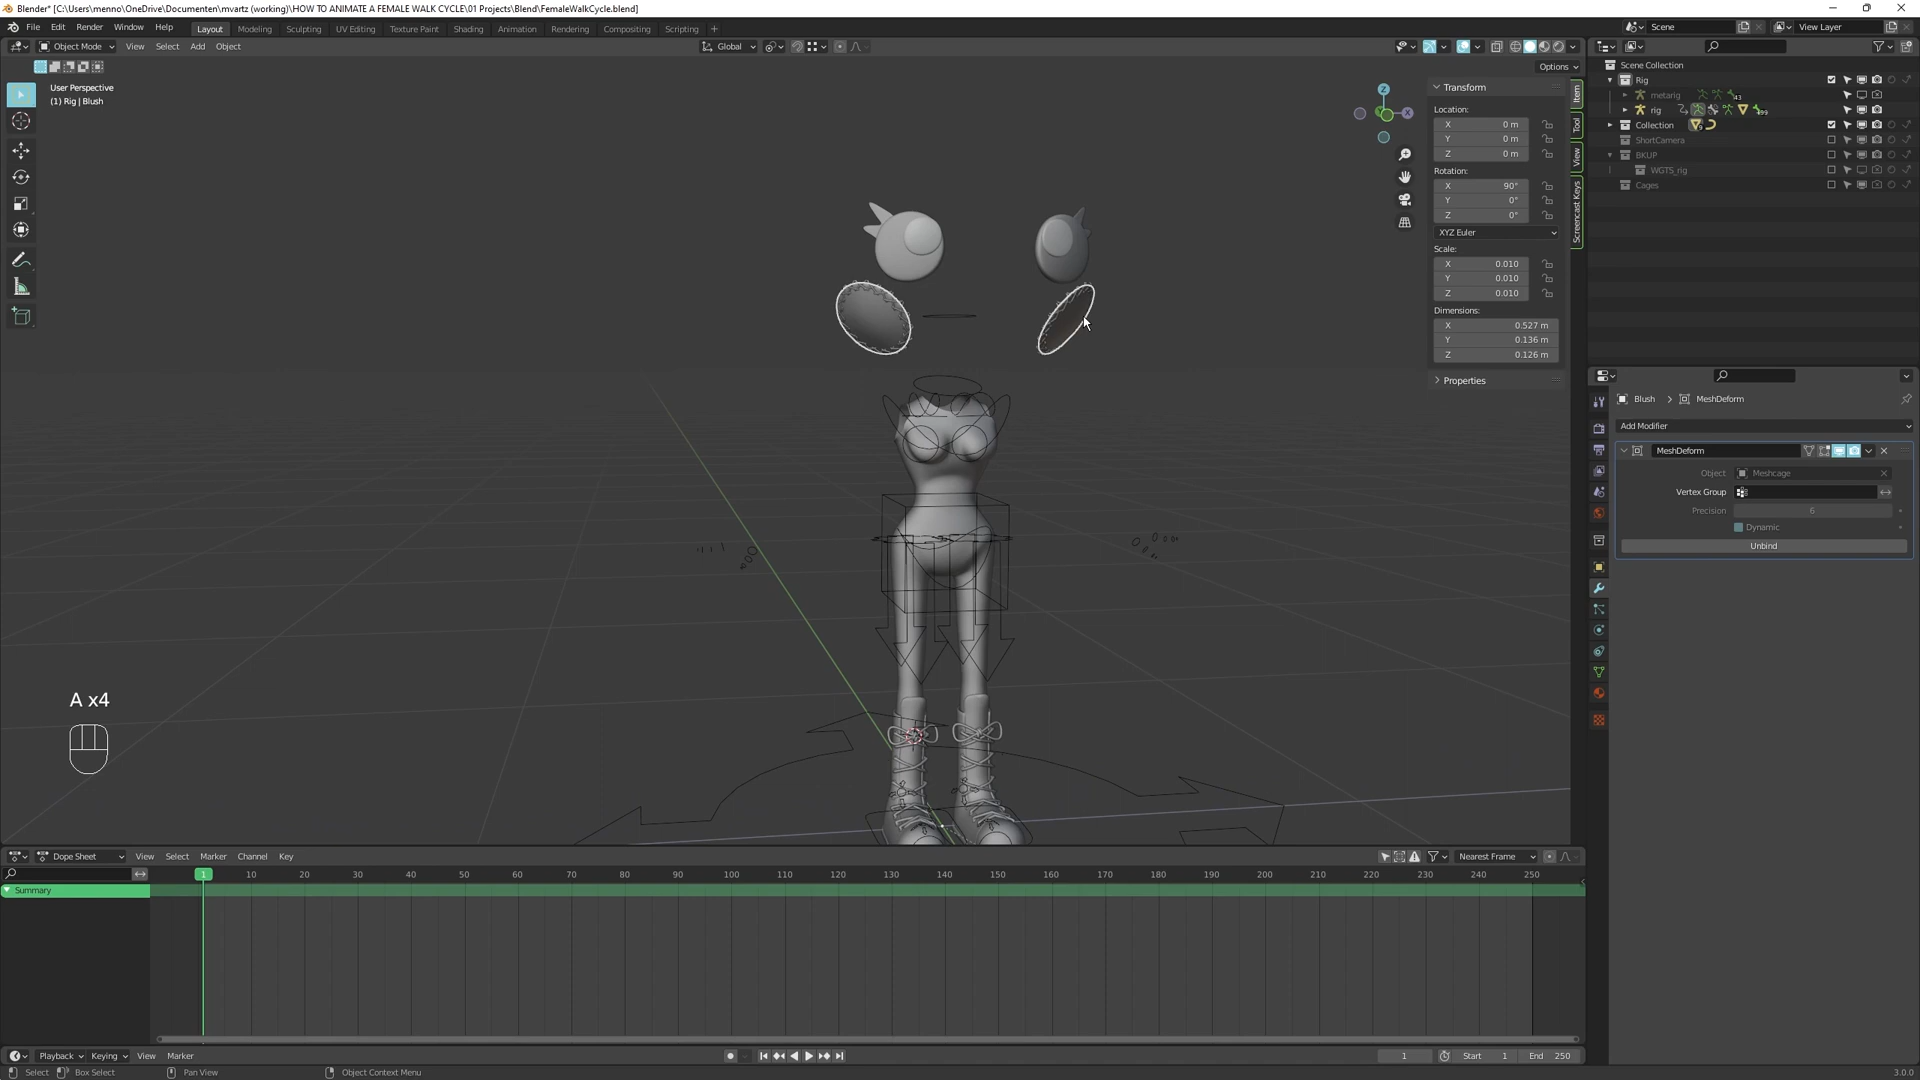 Blender* [C:\Users\menno\OneDrive\Documenten\mvartz (working)\HOW TO ANIMATE A FEMALE WALK CYCLE\01 Projects\Blend\FemaleWalkCycle.blend]
File Edit Render Window Help Layout Modeling Sculpting UV Editing Texture Paint Shading Animation Rendering Compositing Scripting + Scene View Layer
Object Mode View Select Add Object Global
Options
User Perspective
(1) Rig | Blush
Transform
Location:
X 0 m
Y 0 m
Z 0 m
Rotation:
X 90°
Y 0°
Z 0°
XYZ Euler
Scale:
X 0.010
Y 0.010
Z 0.010
Dimensions:
X 0.527 m
Y 0.136 m
Z 0.126 m
Properties
Item
Tool
View
Screencast Keys
Z
X
Scene Collection
Rig
metarig 43
rig
Collection 9
ShortCamera
BKUP
WGTS_rig
Cages
Blush > MeshDeform
Add Modifier
MeshDeform
Object Meshcage
Vertex Group
Precision 6
Dynamic
Unbind
A x4
Dope Sheet View Select Marker Channel Key Nearest Frame
1 10 20 30 40 50 60 70 80 90 100 110 120 130 140 150 160 170 180 190 200 210 220 230 240 250
Summary
Playback Keying View Marker 1 Start 1 End 250
Select Box Select Pan View Object Context Menu 3.0.0